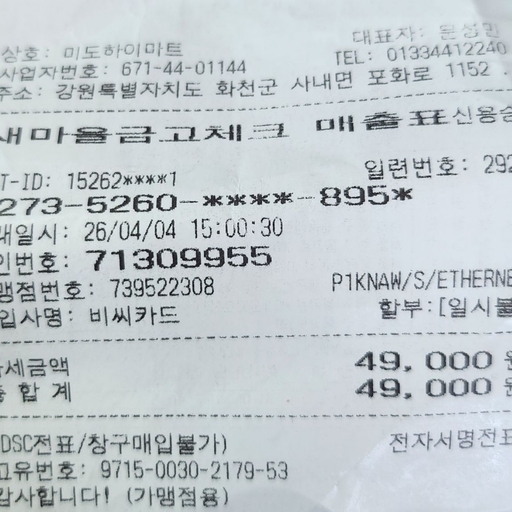 상호: 미도하이마트 대표자: 윤성민
사업자번호: 671-44-01144 TEL: 01334412240
주소: 강원특별자치도 화천군 사내면 포화로 1152
새마을금고체크 매출표 신용승
T-ID: 15262****1 일련번호: 292
273-5260-****-895*
매일시: 26/04/04 15:00:30
인번호: 71309955
맹점번호: 739522308 P1KNAW/S/ETHERNE
입사명: 비씨카드 할부:[일시불
과세금액 49,000 원
총 합 계 49,000 원
DSC전표/창구매입불가) 전자서명전표
고유번호: 9715-0030-2179-53
감사합니다! (가맹점용)